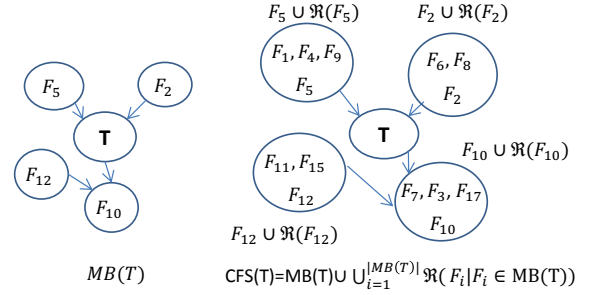 F₅ ∪ ℜ(F₅)
F₂ ∪ ℜ(F₂)
F₁, F₄, F₉
F₅
F₆, F₈
F₂
F₅
F₂
T
T
F₁₀ ∪ ℜ(F₁₀)
F₁₂
F₁₀
F₁₁, F₁₅
F₁₂
F₇, F₃, F₁₇
F₁₀
F₁₂ ∪ ℜ(F₁₂)
MB(T)
CFS(T)=MB(T)∪ ⋃_{i=1}^{|MB(T)|} ℜ( Fᵢ|Fᵢ ∈ MB(T))